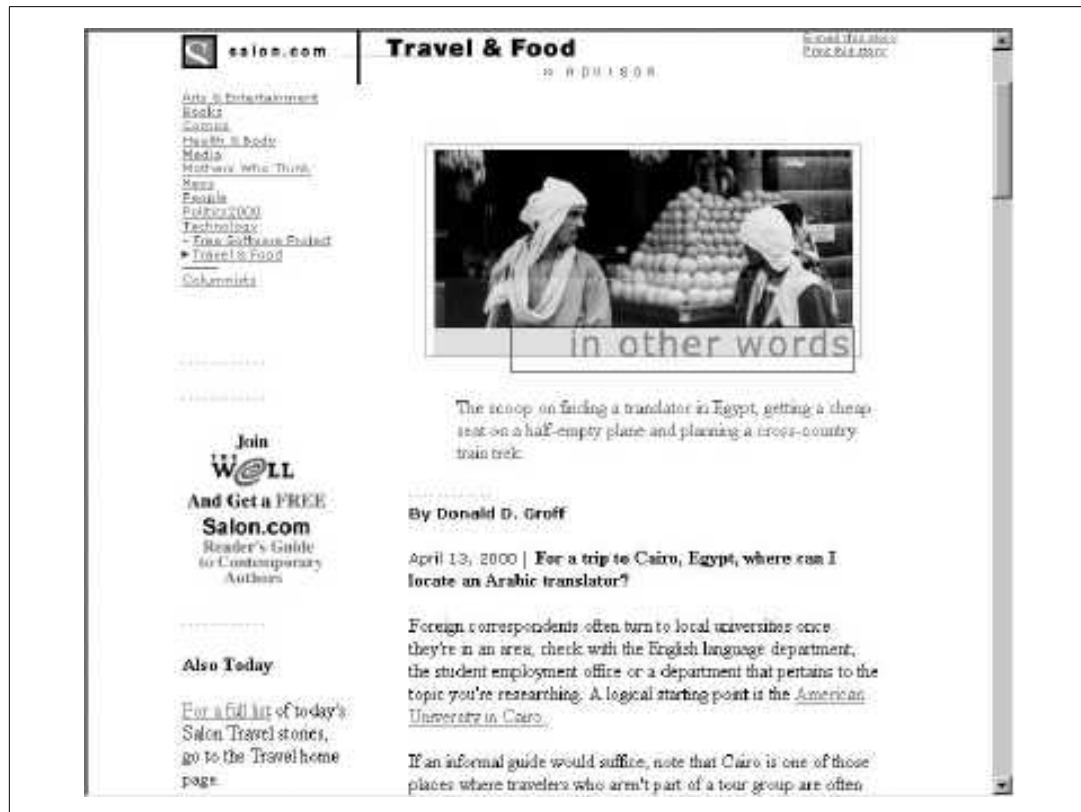 salon.com
Travel & Food
ADVISOR
E-mail this story
Print this story
Arts & Entertainment
Books
Comics
Health & Body
Media
Mothers Who Think
News
People
Politics2000
Technology
- Free Software Project
Travel & Food
Columnists
in other words
The scoop on finding a translator in Egypt, getting a cheap
seat on a half-empty plane and planning a cross-country
train trek.
Join
THE WELL
And Get a FREE
Salon.com
Reader's Guide
to Contemporary
Authors
Also Today
For a full list of today's
Salon Travel stories,
go to the Travel home
page.
By Donald D. Groff
April 13, 2000 | For a trip to Cairo, Egypt, where can I
locate an Arabic translator?
Foreign correspondents often turn to local universities once
they're in an area, check with the English language department,
the student employment office or a department that pertains to the
topic you're researching. A logical starting point is the American
University in Cairo.
If an informal guide would suffice, note that Cairo is one of those
places where travelers who aren't part of a tour group are often